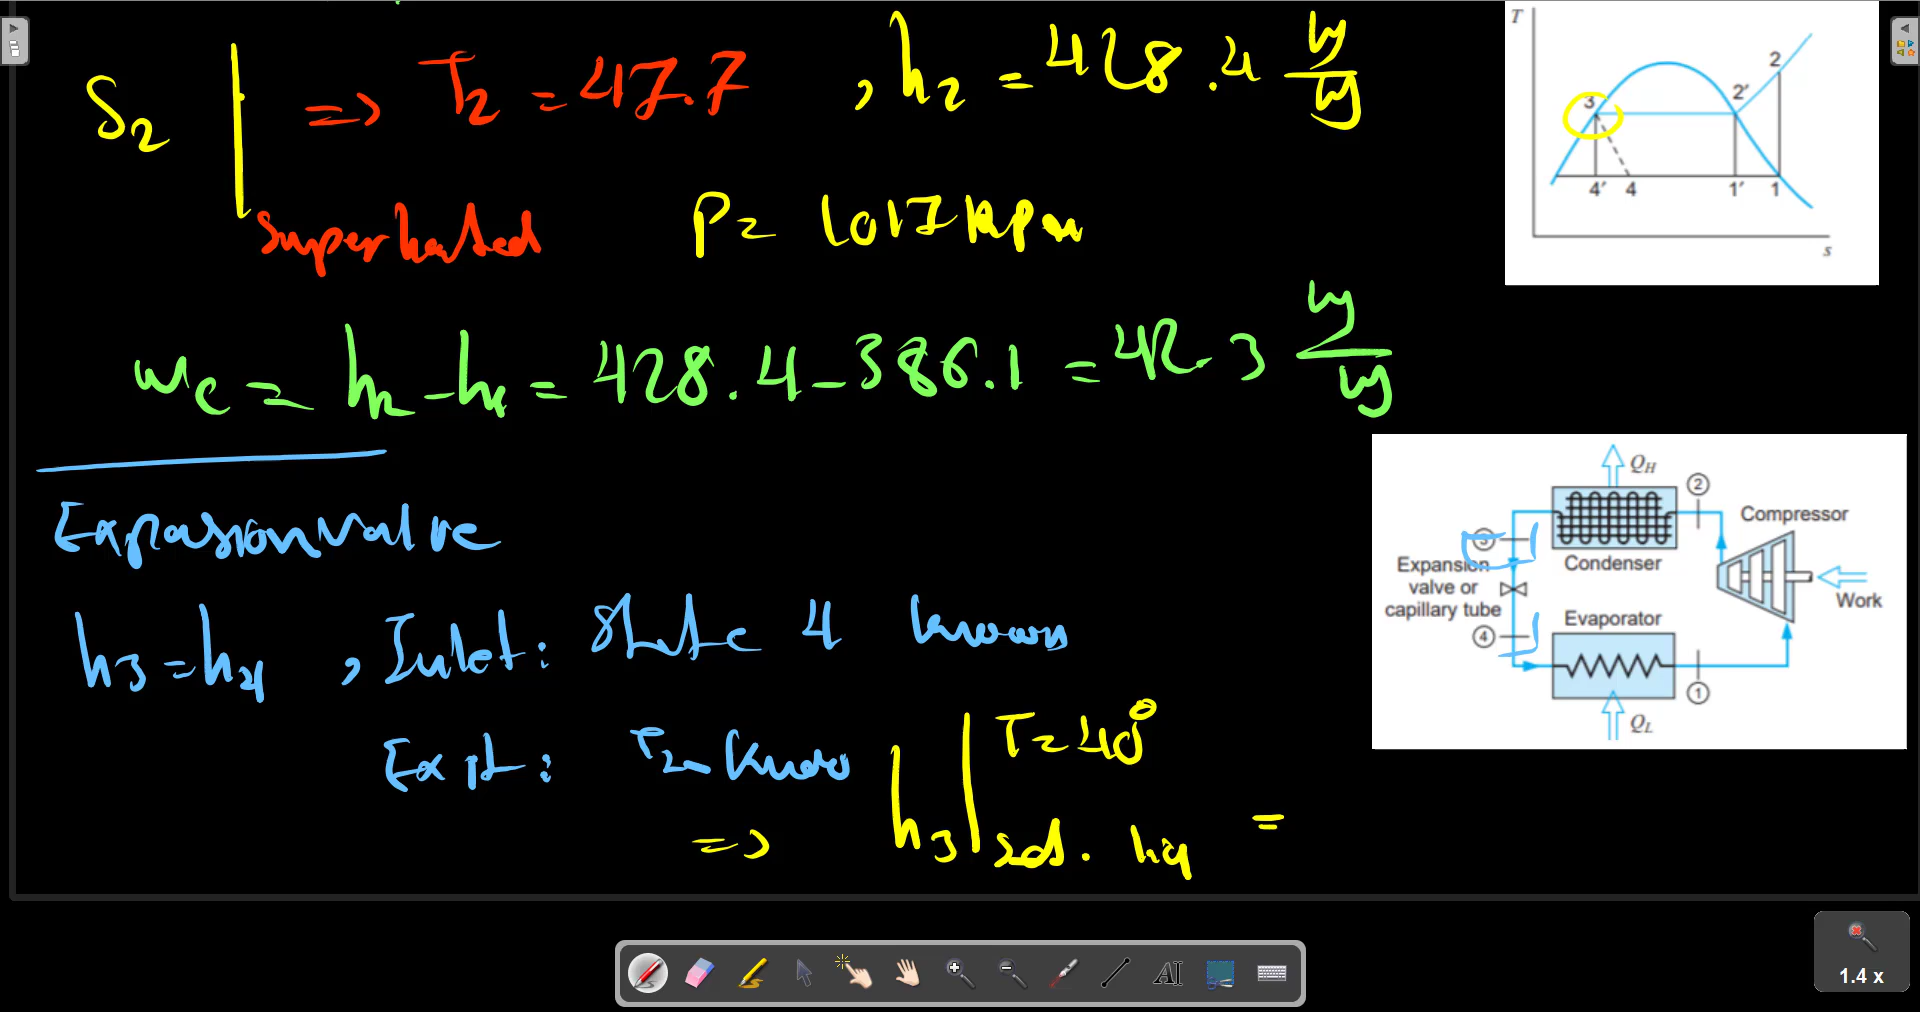 S2 => T2 = 47.7 , h2 = 428.4 kJ/kg
superheated P = 1017 kPa
wc = h2 - h1 = 428.4 - 386.1 = 42.3 kJ/kg
Expasion valve
h3 = h4 , Inlet: state 4 known
Exit: known T = 40°
=> h3 sat. liq =
T
2
3
2'
4' 4 1' 1
s
QH
2
Compressor
3
Condenser
Expansion
valve or
capillary tube
Work
Evaporator
4
1
QL
1.4 x